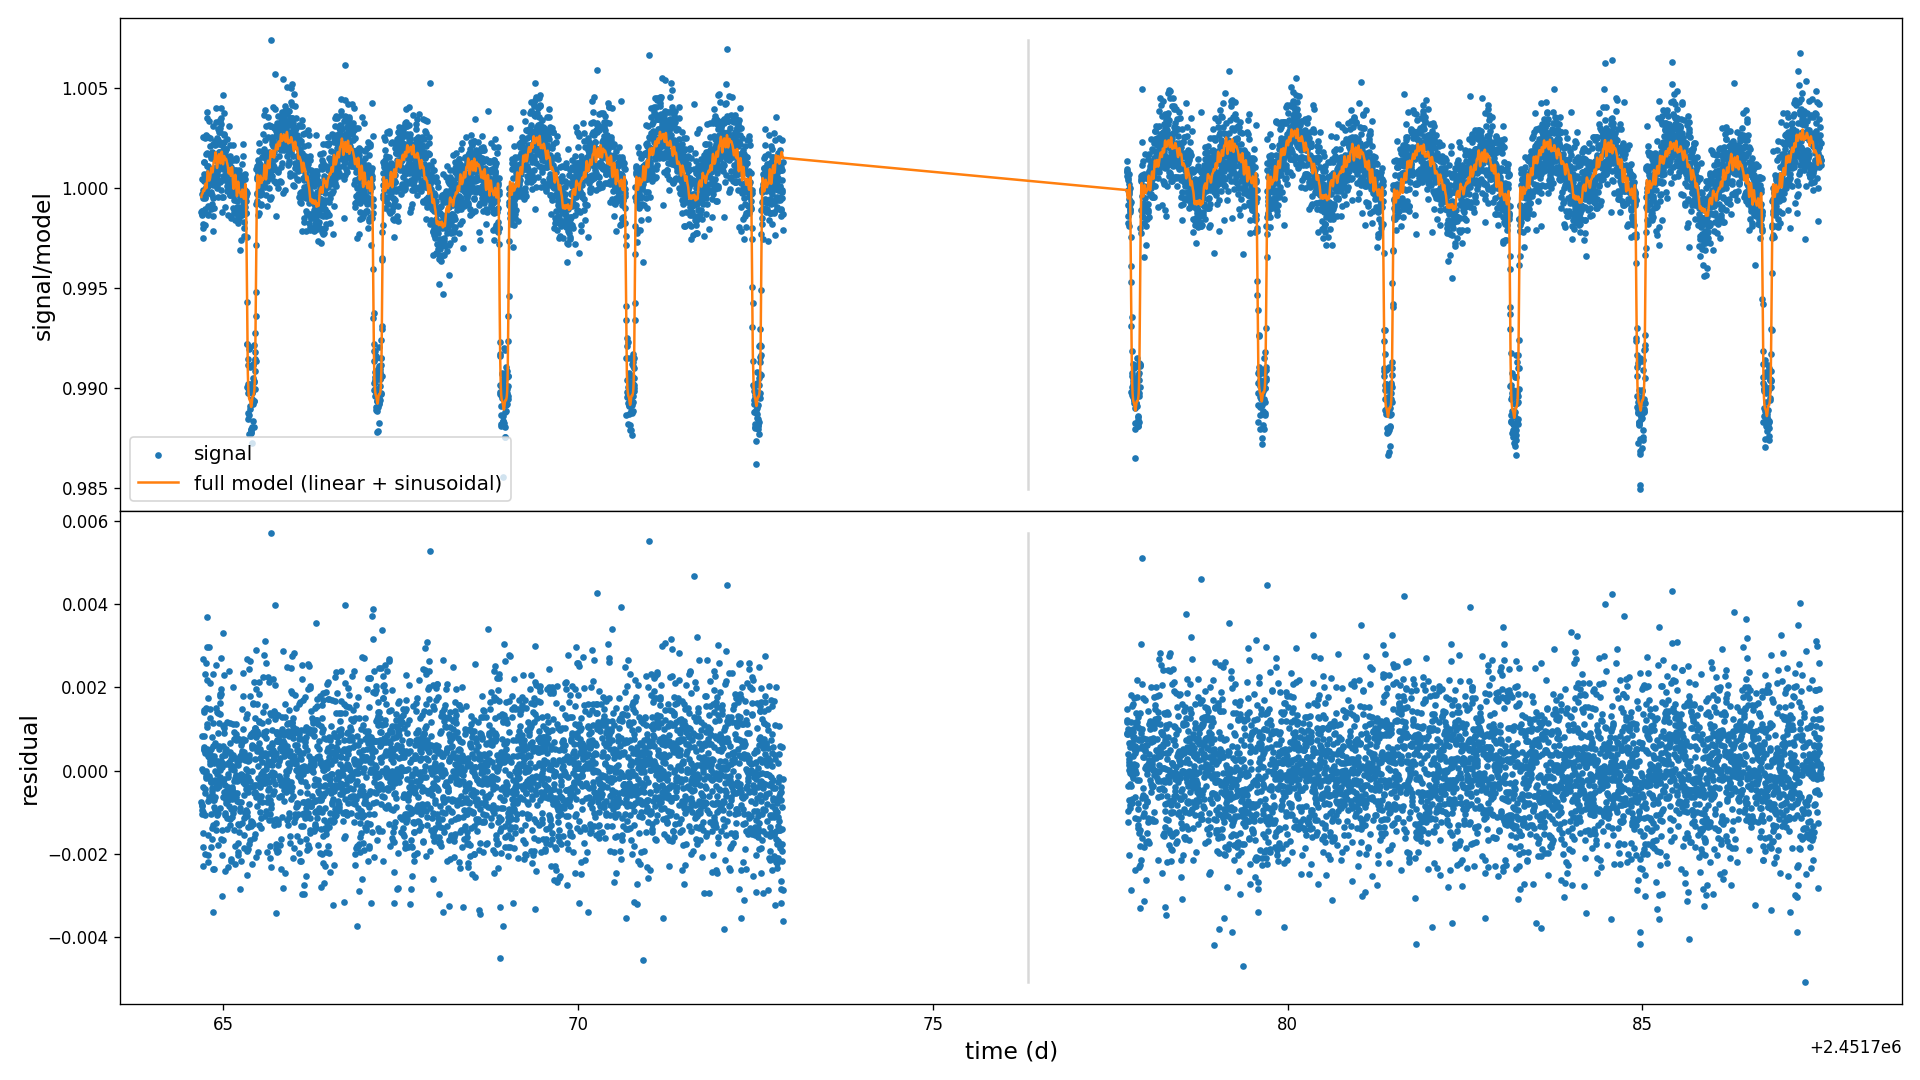 1.005
1.000
0.995
0.990
0.985
signal/model
signal
full model (linear + sinusoidal)
0.006
0.004
0.002
0.000
−0.002
−0.004
residual
65
70
75
80
85
time (d)
+2.4517e6